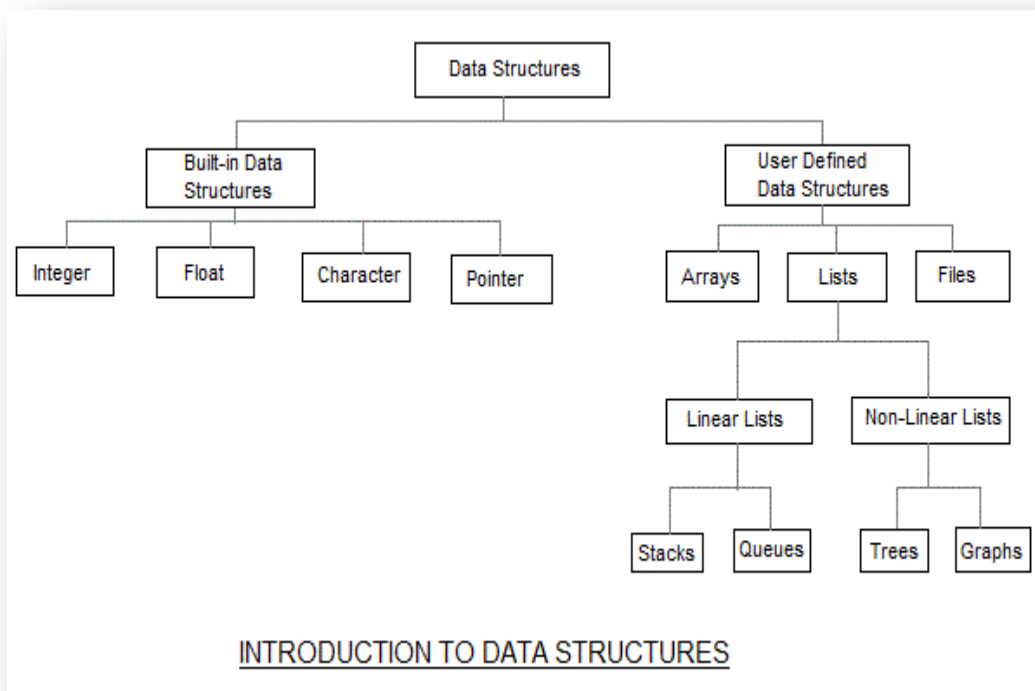 Data Structures
Built-in Data
Structures
User Defined
Data Structures
Integer
Float
Character
Pointer
Arrays
Lists
Files
Linear Lists
Non-Linear Lists
Stacks
Queues
Trees
Graphs
INTRODUCTION TO DATA STRUCTURES